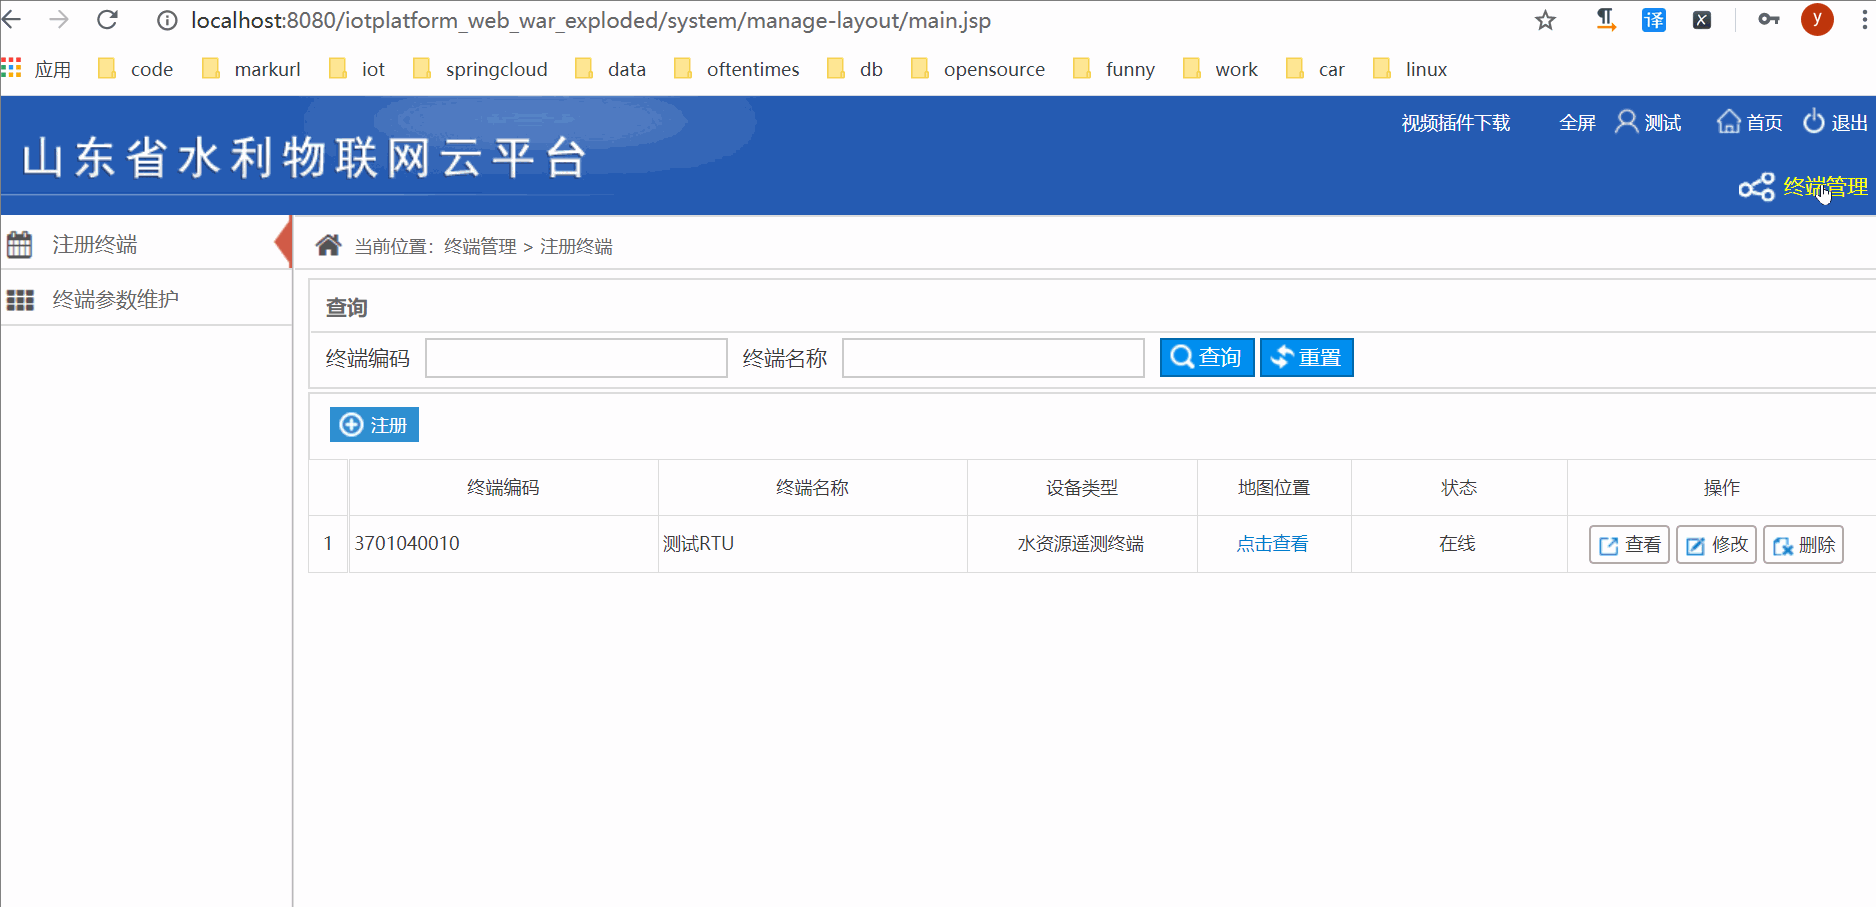 localhost:8080/iotplatform_web_war_exploded/system/manage-layout/main.jsp
译 X y
应用 code markurl iot springcloud data oftentimes db opensource funny work car linux
视频插件下载 全屏 测试 首页 退出
山东省水利物联网云平台
终端管理
注册终端
终端参数维护
当前位置：终端管理 > 注册终端
查询
终端编码 终端名称 查询 重置
注册
终端编码 终端名称 设备类型 地图位置 状态 操作
1 3701040010 测试RTU 水资源遥测终端 点击查看 在线 查看 修改 删除